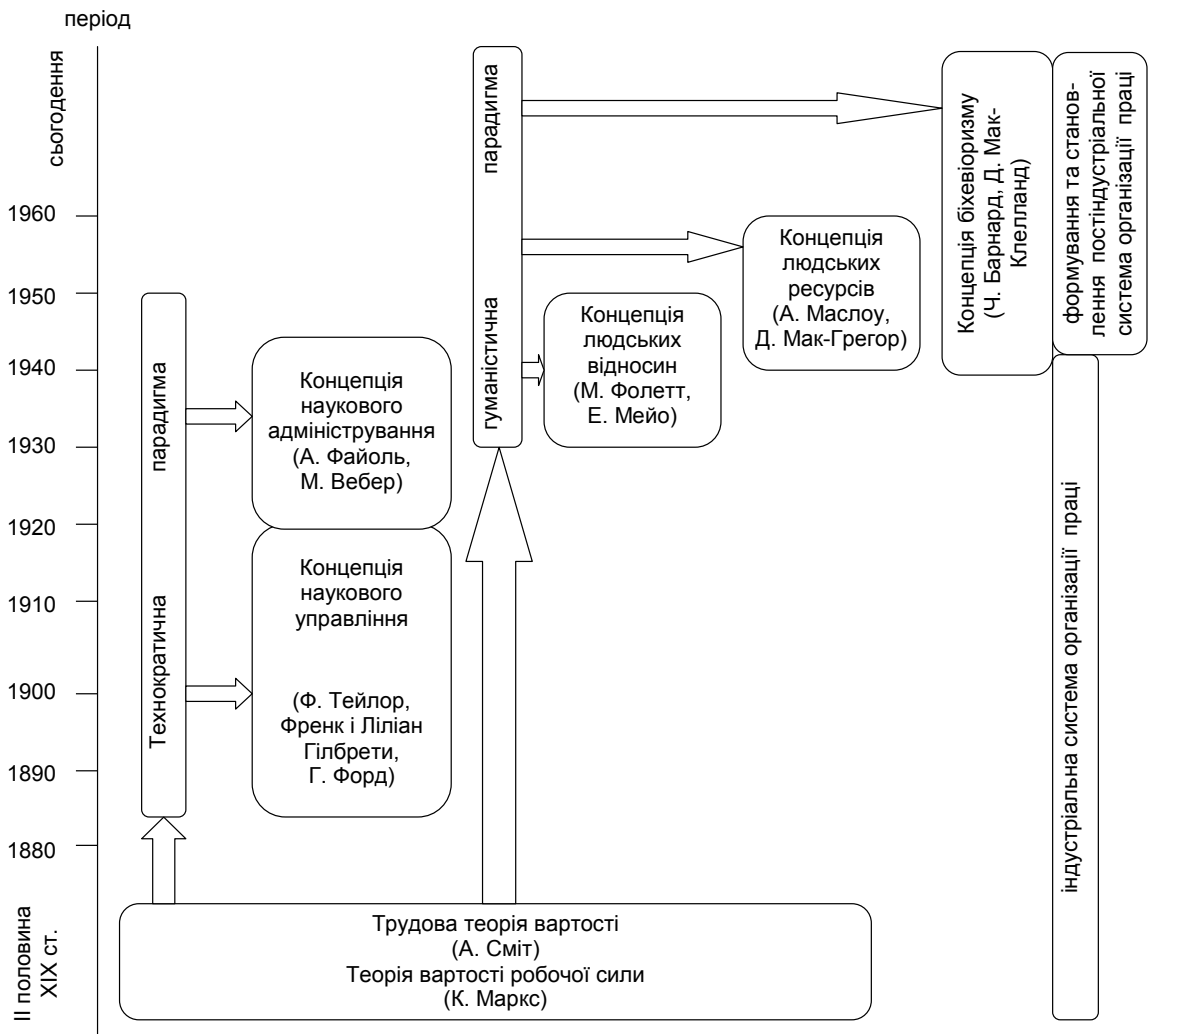 період
сьогодення
1960
1950
1940
1930
1920
1910
1900
1890
1880
ІІ половина
ХІХ ст.
Технократична парадигма
Концепція
наукового
адміністрування
(А. Файоль,
М. Вебер)
Концепція
наукового
управління
(Ф. Тейлор,
Френк і Ліліан
Гілбрети,
Г. Форд)
гуманістична парадигма
Концепція
людських
відносин
(М. Фолетт,
Е. Мейо)
Концепція
людських
ресурсів
(А. Маслоу,
Д. Мак-Грегор)
Концепція біхевіоризму
(Ч. Барнард, Д. Мак-
Клелланд)
формування та станов-
лення постіндустріальної
система організації праці
індустріальна система організації праці
Трудова теорія вартості
(А. Сміт)
Теорія вартості робочої сили
(К. Маркс)